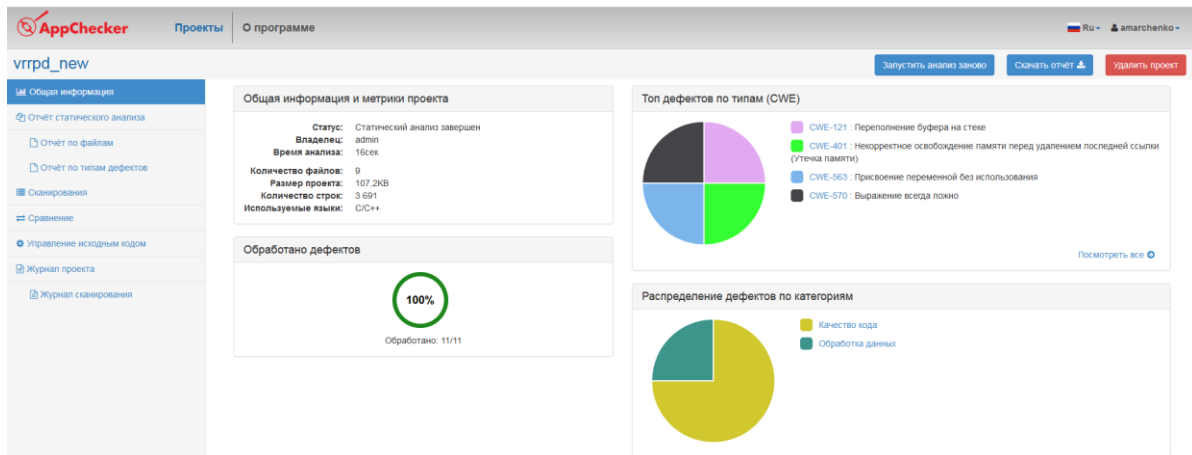 AppChecker
Проекты
О программе
Ru
amarchenko
vrrpd_new
Запустить анализ заново
Скачать отчёт
Удалить проект
Общая информация
Отчёт статического анализа
Отчёт по файлам
Отчёт по типам дефектов
Сканирования
Сравнение
Управление исходным кодом
Журнал проекта
Журнал сканирования
Общая информация и метрики проекта
Статус: Статический анализ завершен
Владелец: admin
Время анализа: 16сек
Количество файлов: 9
Размер проекта: 107,2KB
Количество строк: 3 691
Используемые языки: C/C++
Обработано дефектов
100%
Обработано: 11/11
Топ дефектов по типам (CWE)
CWE-121 : Переполнение буфера на стеке
CWE-401 : Некорректное освобождение памяти перед удалением последней ссылки
(Утечка памяти)
CWE-563 : Присвоение переменной без использования
CWE-570 : Выражение всегда ложно
Посмотреть все
Распределение дефектов по категориям
Качество кода
Обработка данных